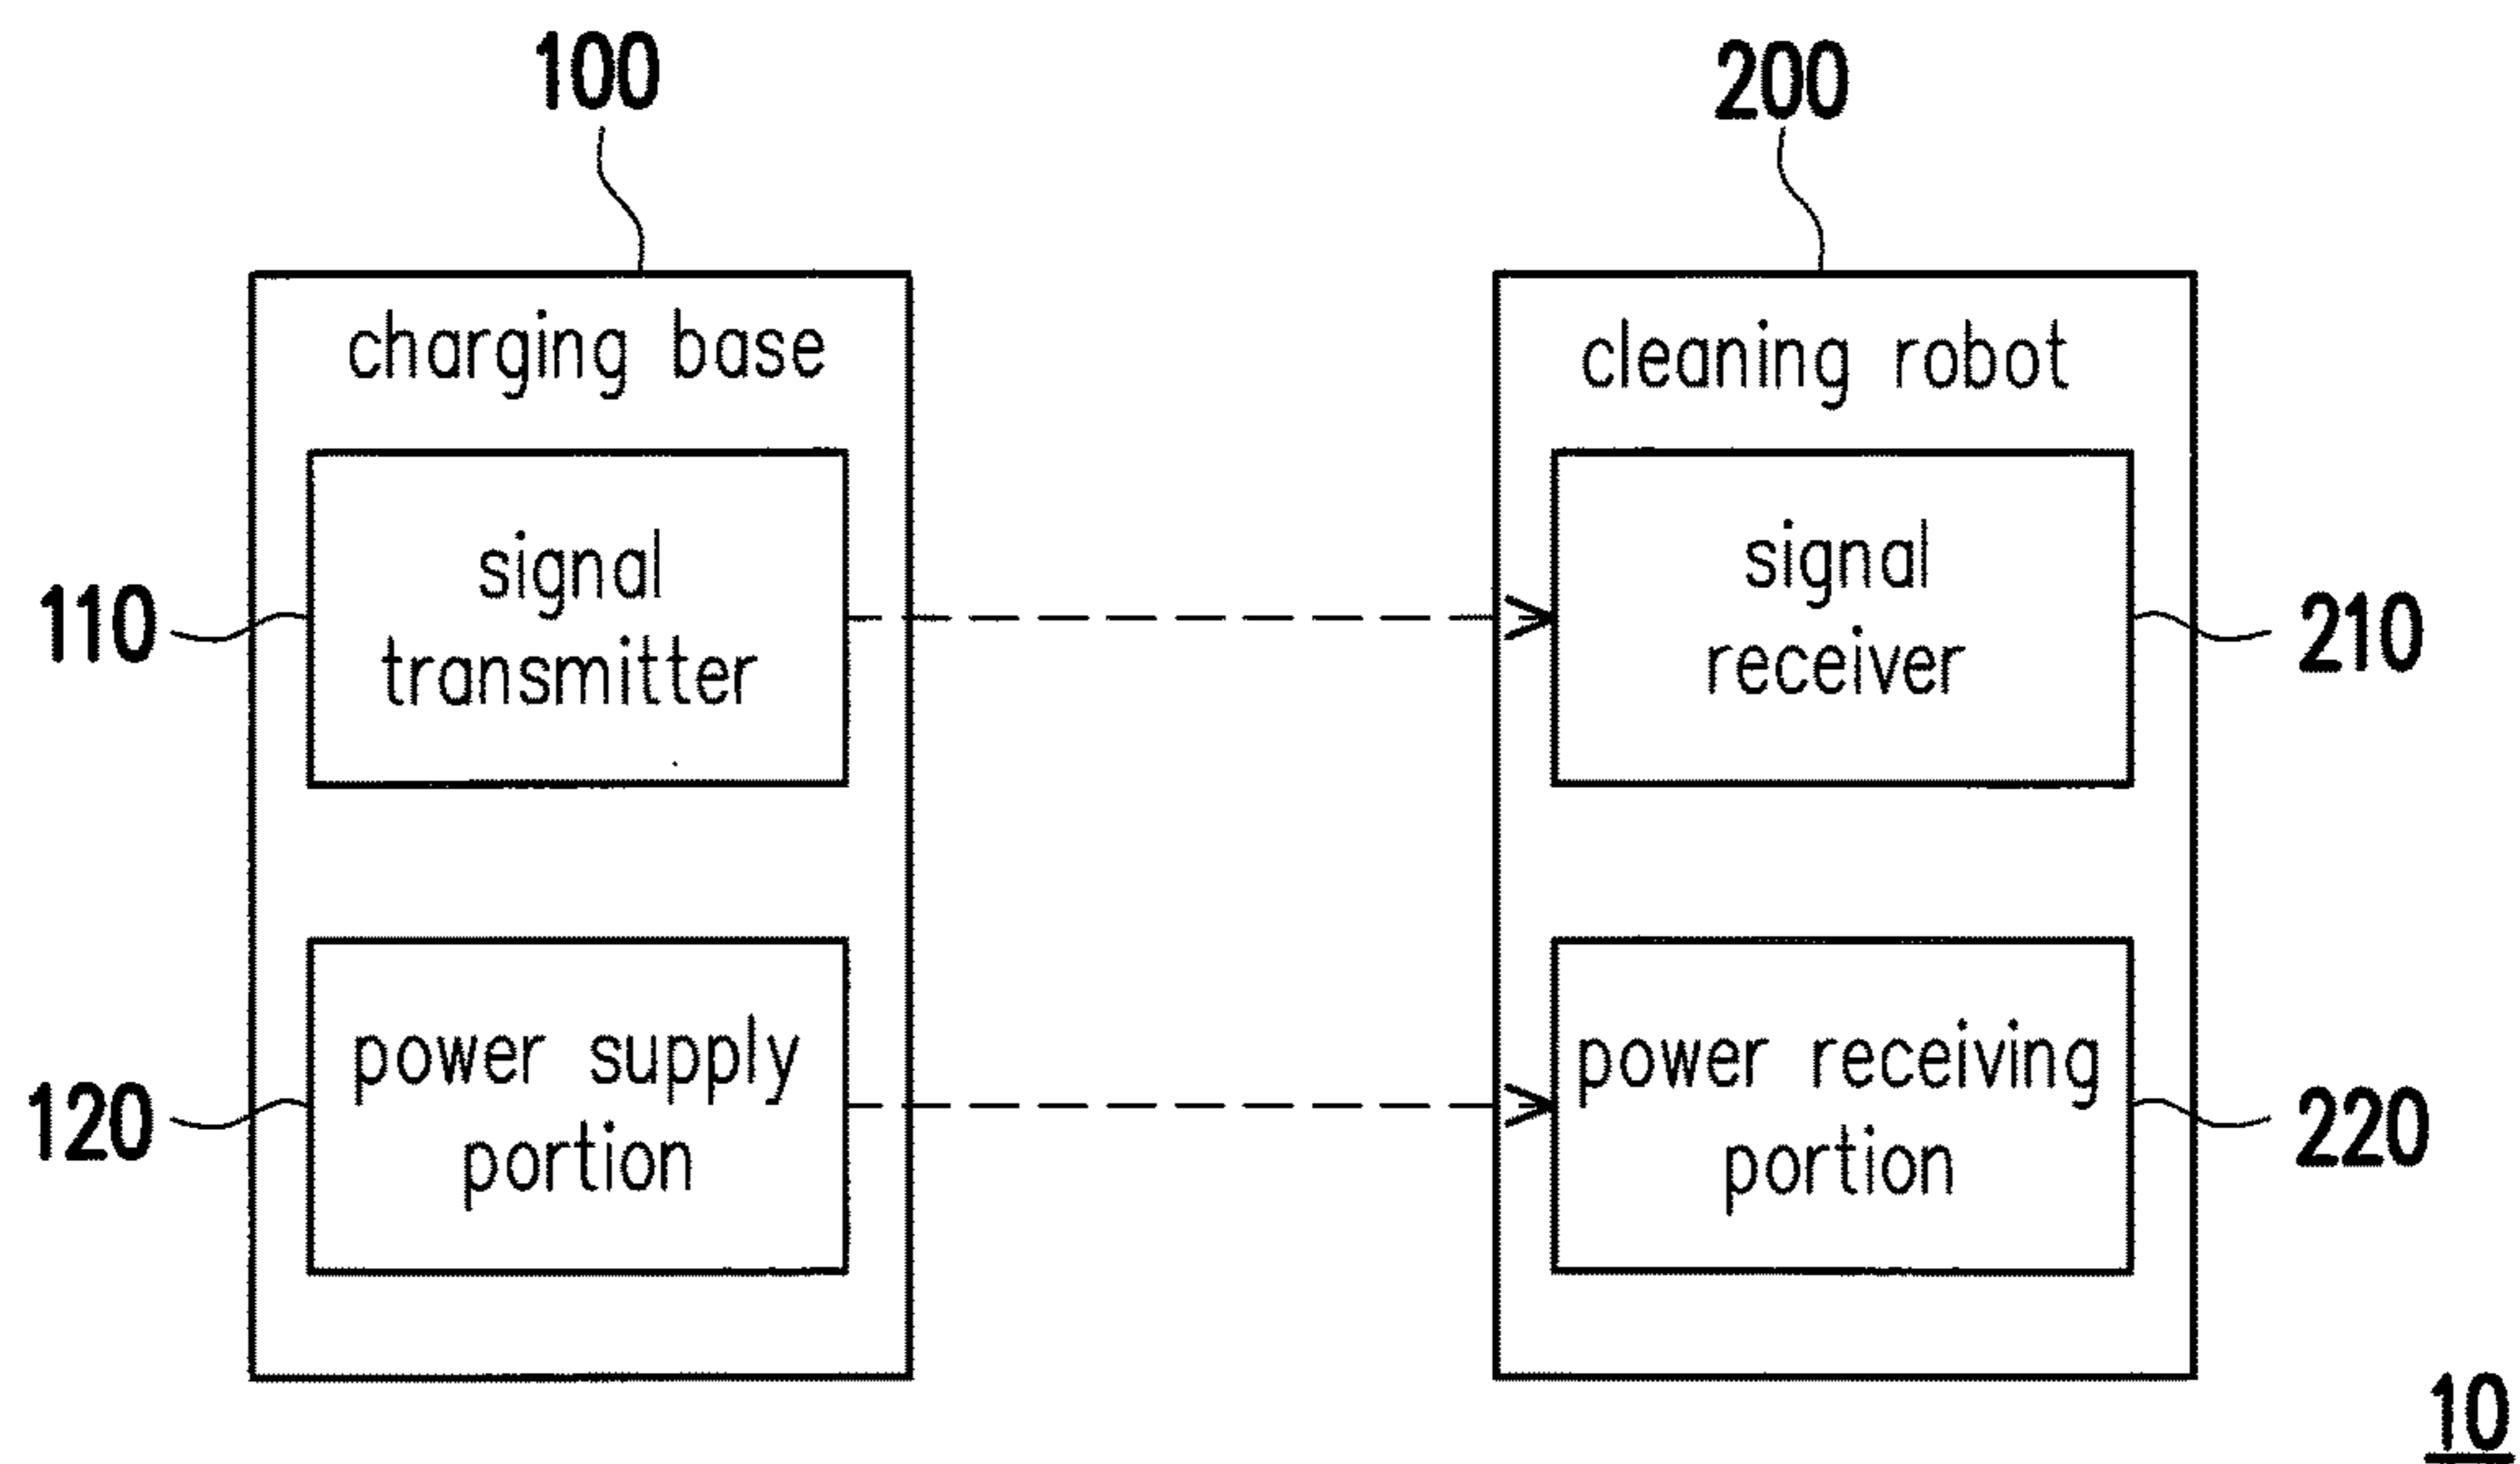 100
200
charging base
cleaning robot
110
signal
transmitter
signal
receiver
210
120
power supply
portion
power receiving
portion
220
10